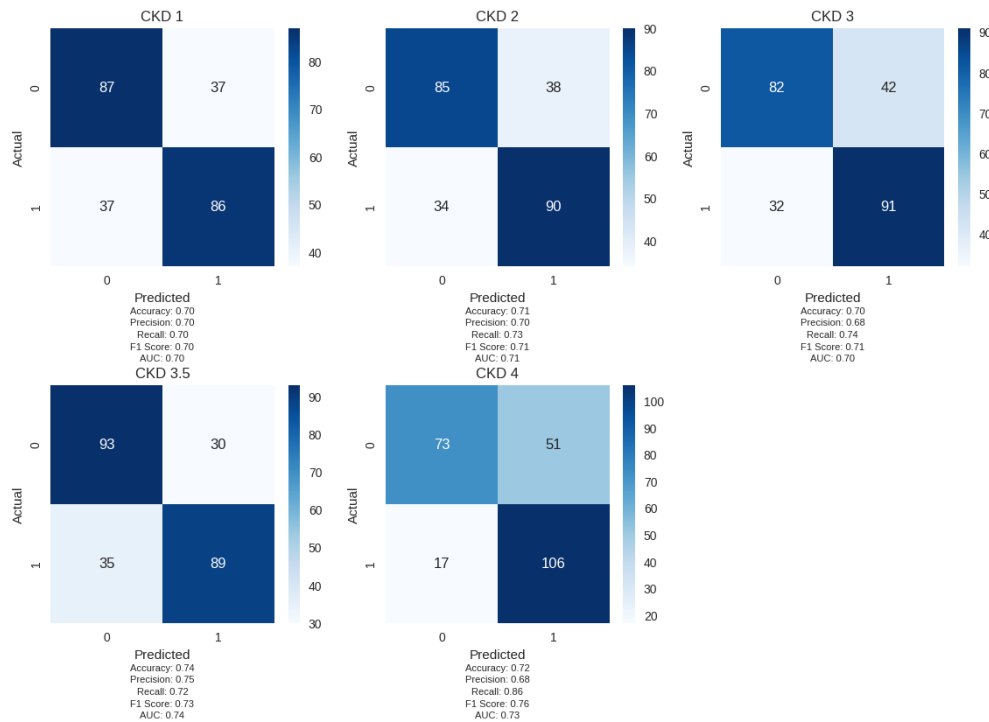 CKD 1
0
87
37
Actual
1
37
86
80
70
60
50
40
0
1
Predicted
Accuracy: 0.70
Precision: 0.70
Recall: 0.70
F1 Score: 0.70
AUC: 0.70
CKD 2
0
85
38
Actual
1
34
90
90
80
70
60
50
40
0
1
Predicted
Accuracy: 0.71
Precision: 0.70
Recall: 0.73
F1 Score: 0.71
AUC: 0.71
CKD 3
0
82
42
Actual
1
32
91
90
80
70
60
50
40
0
1
Predicted
Accuracy: 0.70
Precision: 0.68
Recall: 0.74
F1 Score: 0.71
AUC: 0.70
CKD 3.5
0
93
30
Actual
1
35
89
90
80
70
60
50
40
30
0
1
Predicted
Accuracy: 0.74
Precision: 0.75
Recall: 0.72
F1 Score: 0.73
AUC: 0.74
CKD 4
0
73
51
Actual
1
17
106
100
90
80
70
60
50
40
30
20
0
1
Predicted
Accuracy: 0.72
Precision: 0.68
Recall: 0.86
F1 Score: 0.76
AUC: 0.73